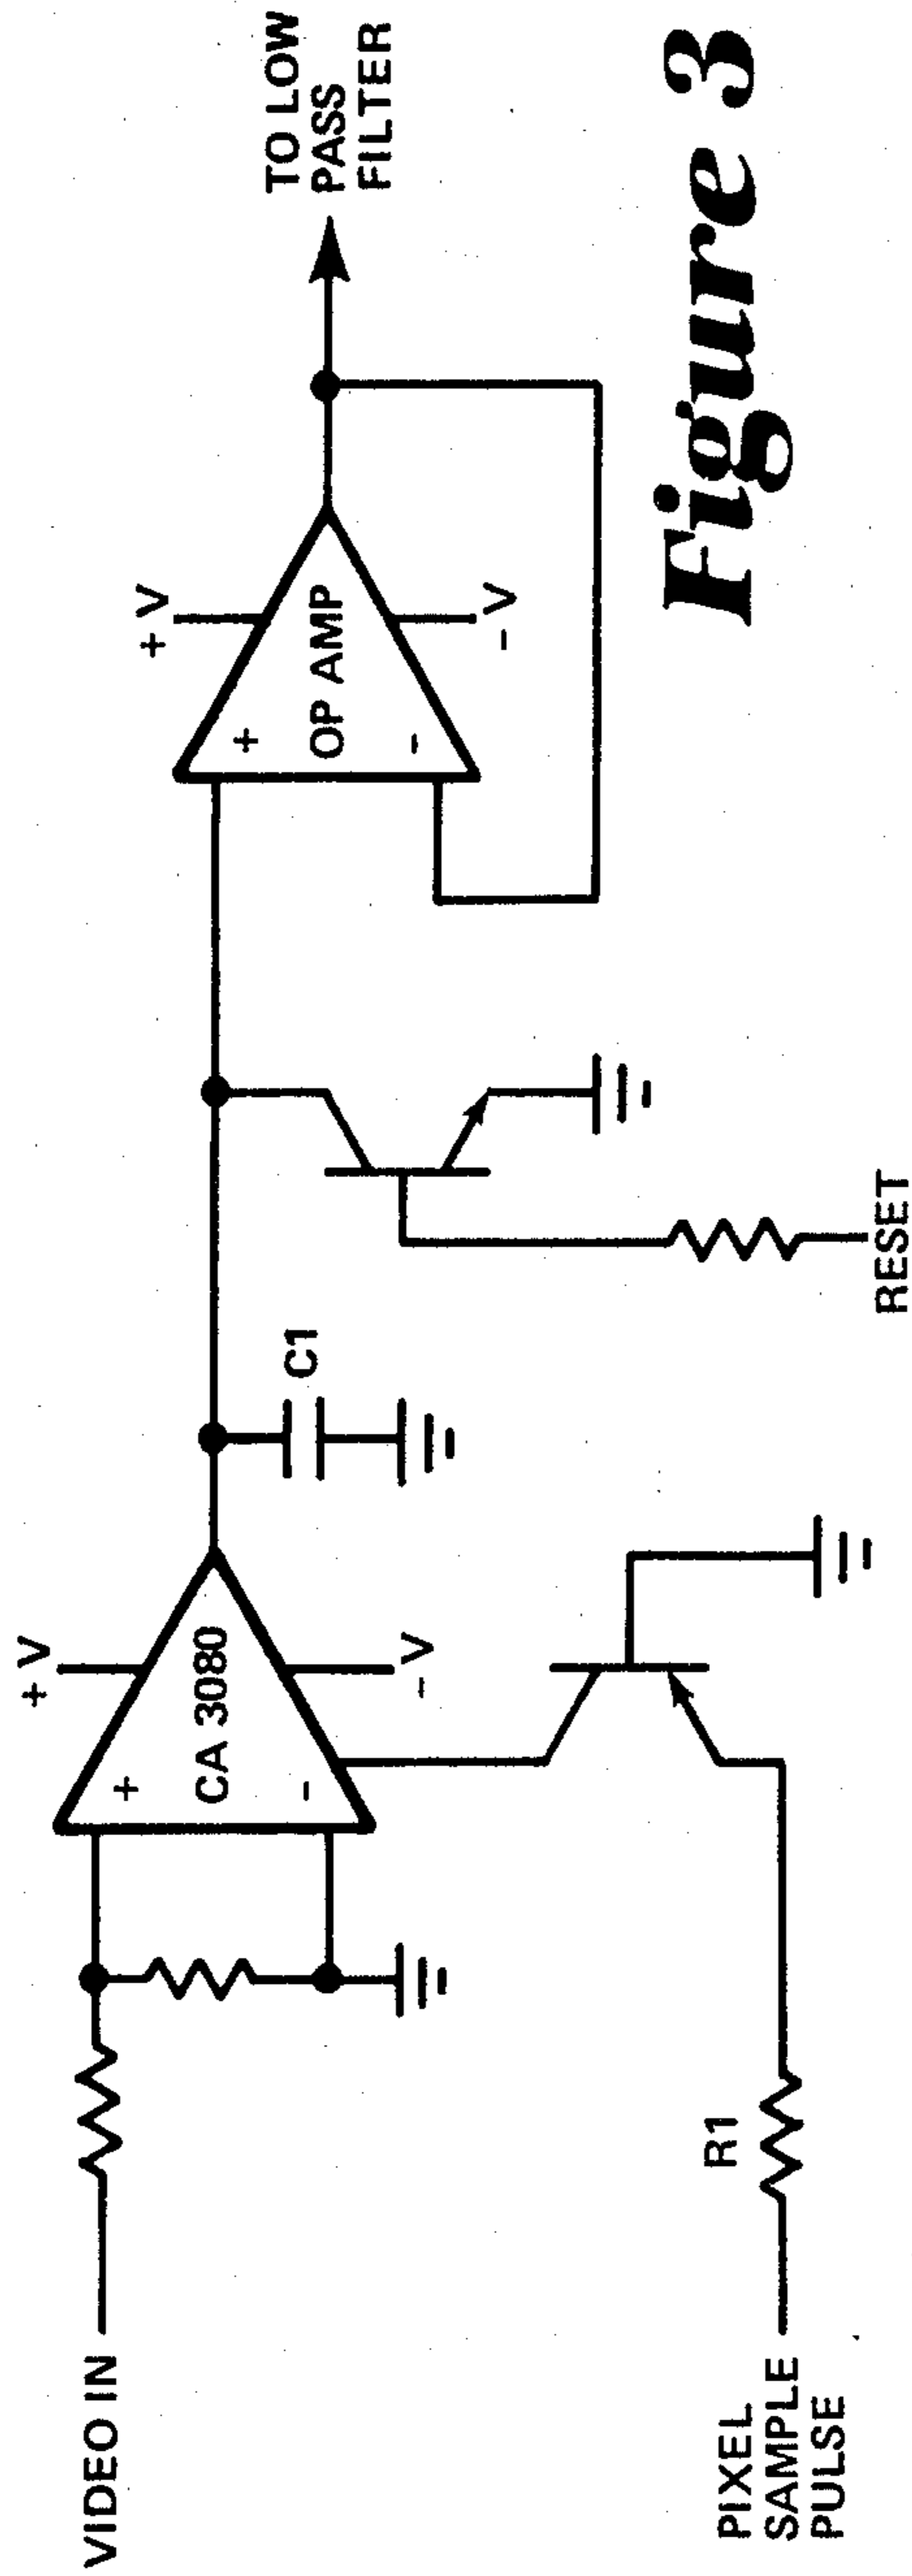 VIDEO IN
+
-
CA 3080
+ V
- V
C1
+
-
OP AMP
+ V
- V
TO LOW
PASS
FILTER
PIXEL
SAMPLE
PULSE
R1
RESET
Figure 3